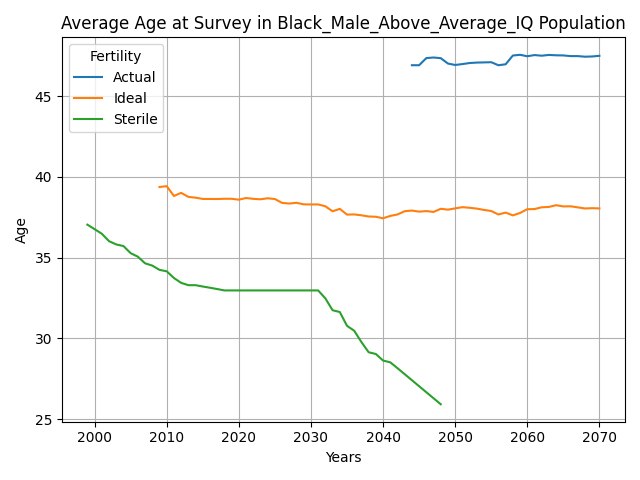 Average Age at Survey in Black_Male_Above_Average_IQ Population
Fertility
Actual
Ideal
Sterile
45
40
35
30
25
Age
2000 2010 2020 2030 2040 2050 2060 2070
Years